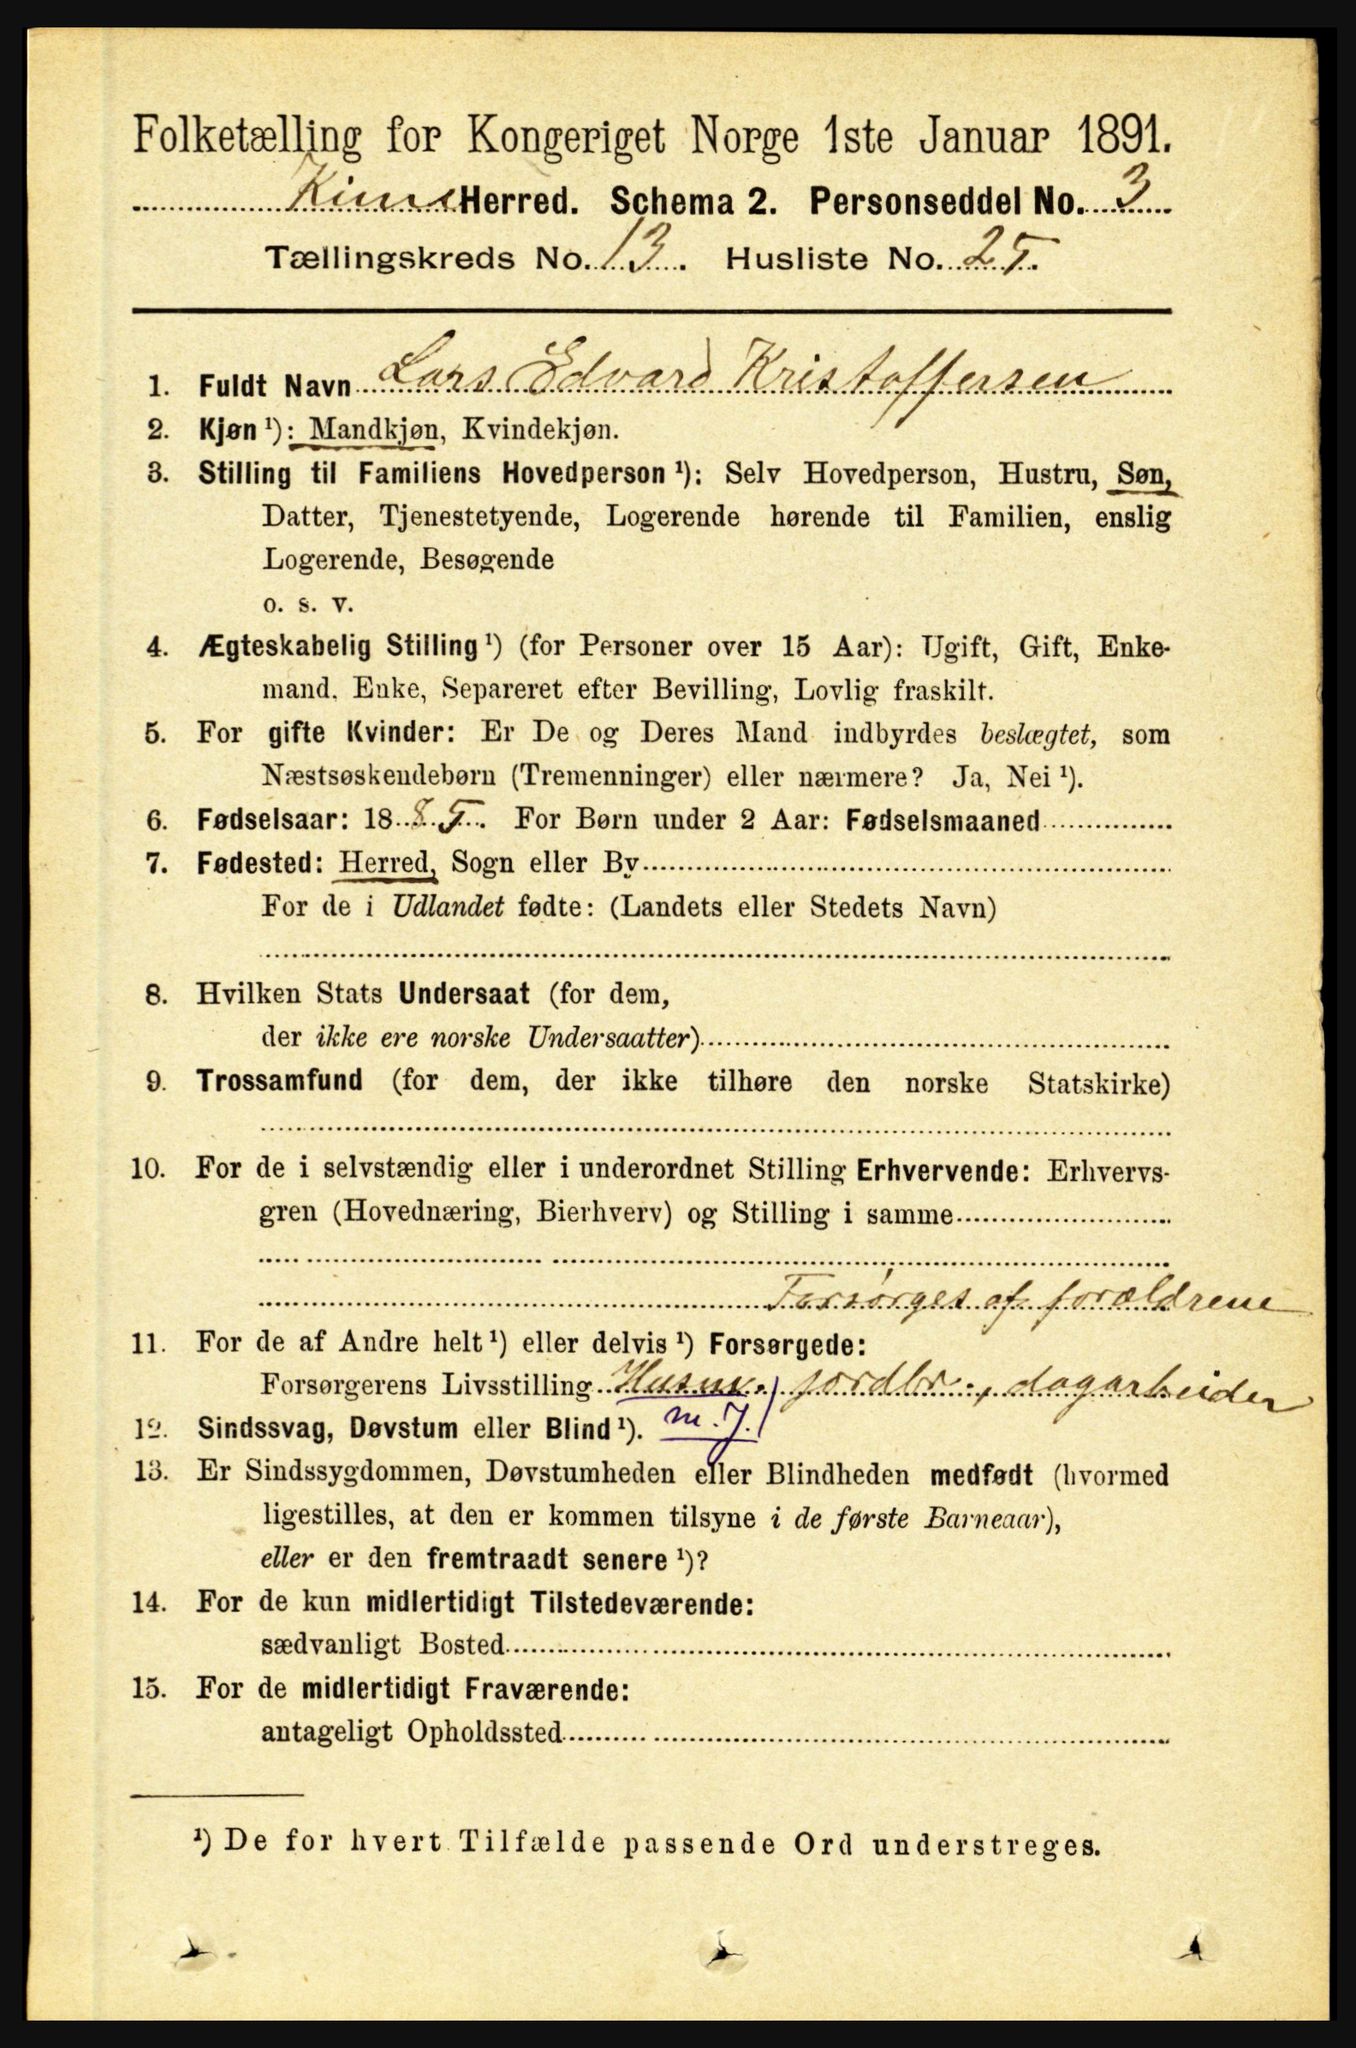 Folketælling for Kongeriget Norge 1ste Januar 1891.
Kinn Herred. Schema 2. Personseddel No. 3
Tællingskreds No. 13. Husliste No. 25.
1. Fuldt Navn Lars Edvard Kristoffersen
2. Kjøn ¹): Mandkjøn, Kvindekjøn.
3. Stilling til Familiens Hovedperson ¹): Selv Hovedperson, Hustru, Søn,
Datter, Tjenestetyende, Logerende hørende til Familien, enslig
Logerende, Besøgende
o. s. v.
4. Ægteskabelig Stilling ¹) (for Personer over 15 Aar): Ugift, Gift, Enke-
mand, Enke, Separeret efter Bevilling, Lovlig fraskilt.
5. For gifte Kvinder: Er De og Deres Mand indbyrdes beslægtet, som
Næstsøskendebørn (Tremenninger) eller nærmere? Ja, Nei ¹).
6. Fødselsaar: 1885. For Børn under 2 Aar: Fødselsmaaned
7. Fødested: Herred, Sogn eller By
For de i Udlandet fødte: (Landets eller Stedets Navn)
8. Hvilken Stats Undersaat (for dem,
der ikke ere norske Undersaatter)
9. Trossamfund (for dem, der ikke tilhøre den norske Statskirke)
10. For de i selvstændig eller i underordnet Stilling Erhvervende: Erhvervs-
gren (Hovednæring, Bierhverv) og Stilling i samme
Forsørges af forældrene
11. For de af Andre helt ¹) eller delvis ¹) Forsørgede:
Forsørgerens Livsstilling Husm. jordbr., dagarbeider
m. J.
12. Sindssvag, Døvstum eller Blind ¹).
13. Er Sindssygdommen, Døvstumheden eller Blindheden medfødt (hvormed
ligestilles, at den er kommen tilsyne i de første Barneaar),
eller er den fremtraadt senere ¹)?
14. For de kun midlertidigt Tilstedeværende:
sædvanligt Bosted
15. For de midlertidigt Fraværende:
antageligt Opholdssted
¹) De for hvert Tilfælde passende Ord understreges.